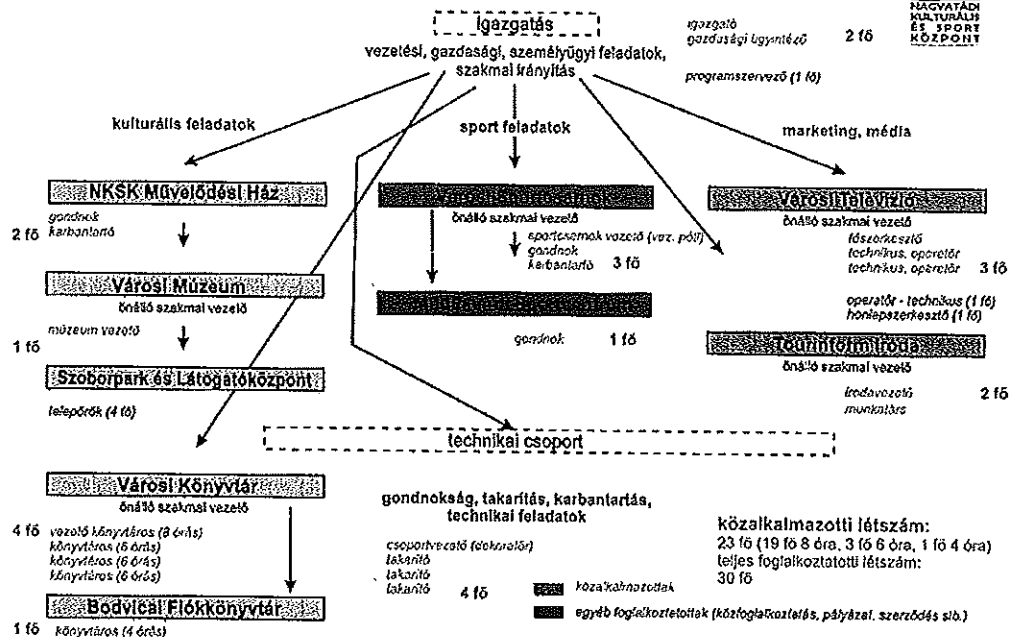 Igazgatás
vezetési, gazdasági, személyügyi feladatok,
szakmai irányítás
igazgató
gazdasági ügyintéző
2 fő
programszervező (1 fő)
NAGYATÁDI
KULTURÁLIS
ÉS SPORT
KÖZPONT
kulturális feladatok
sport feladatok
marketing, média
NKSK Művelődési Ház
gondnok
karbantartó
2 fő
Városi Múzeum
önálló szakmai vezető
múzeum vezető
1 fő
Szoborpark és Látogatóközpont
telepőrök (4 fő)
Városi Könyvtár
önálló szakmai vezető
4 fő
vezető könyvtáros (8 órás)
könyvtáros (6 órás)
könyvtáros (6 órás)
könyvtáros (6 órás)
Bodvicai Fiókkönyvtár
1 fő
könyvtáros (4 órás)
önálló szakmai vezető
sportcsarnok vezető (vez. pótl)
gondnok
karbantartó
3 fő
gondnok
1 fő
Városi Televízió
önálló szakmai vezető
főszerkesztő
technikus, operatőr
technikus, operatőr
3 fő
operatőr - technikus (1 fő)
honlapszerkesztő (1 fő)
Tourinform Iroda
önálló szakmai vezető
irodavezető
munkatárs
2 fő
technikai csoport
gondnokság, takarítás, karbantartás,
technikai feladatok
csoportvezető (dekoratőr)
takarító
takarító
takarító
4 fő
közalkalmazottak
egyéb foglalkoztatottak (közfoglalkoztatás, pályázat, szerződés stb.)
közalkalmazotti létszám:
23 fő (19 fő 8 óra, 3 fő 6 óra, 1 fő 4 óra)
teljes foglalkoztatotti létszám:
30 fő